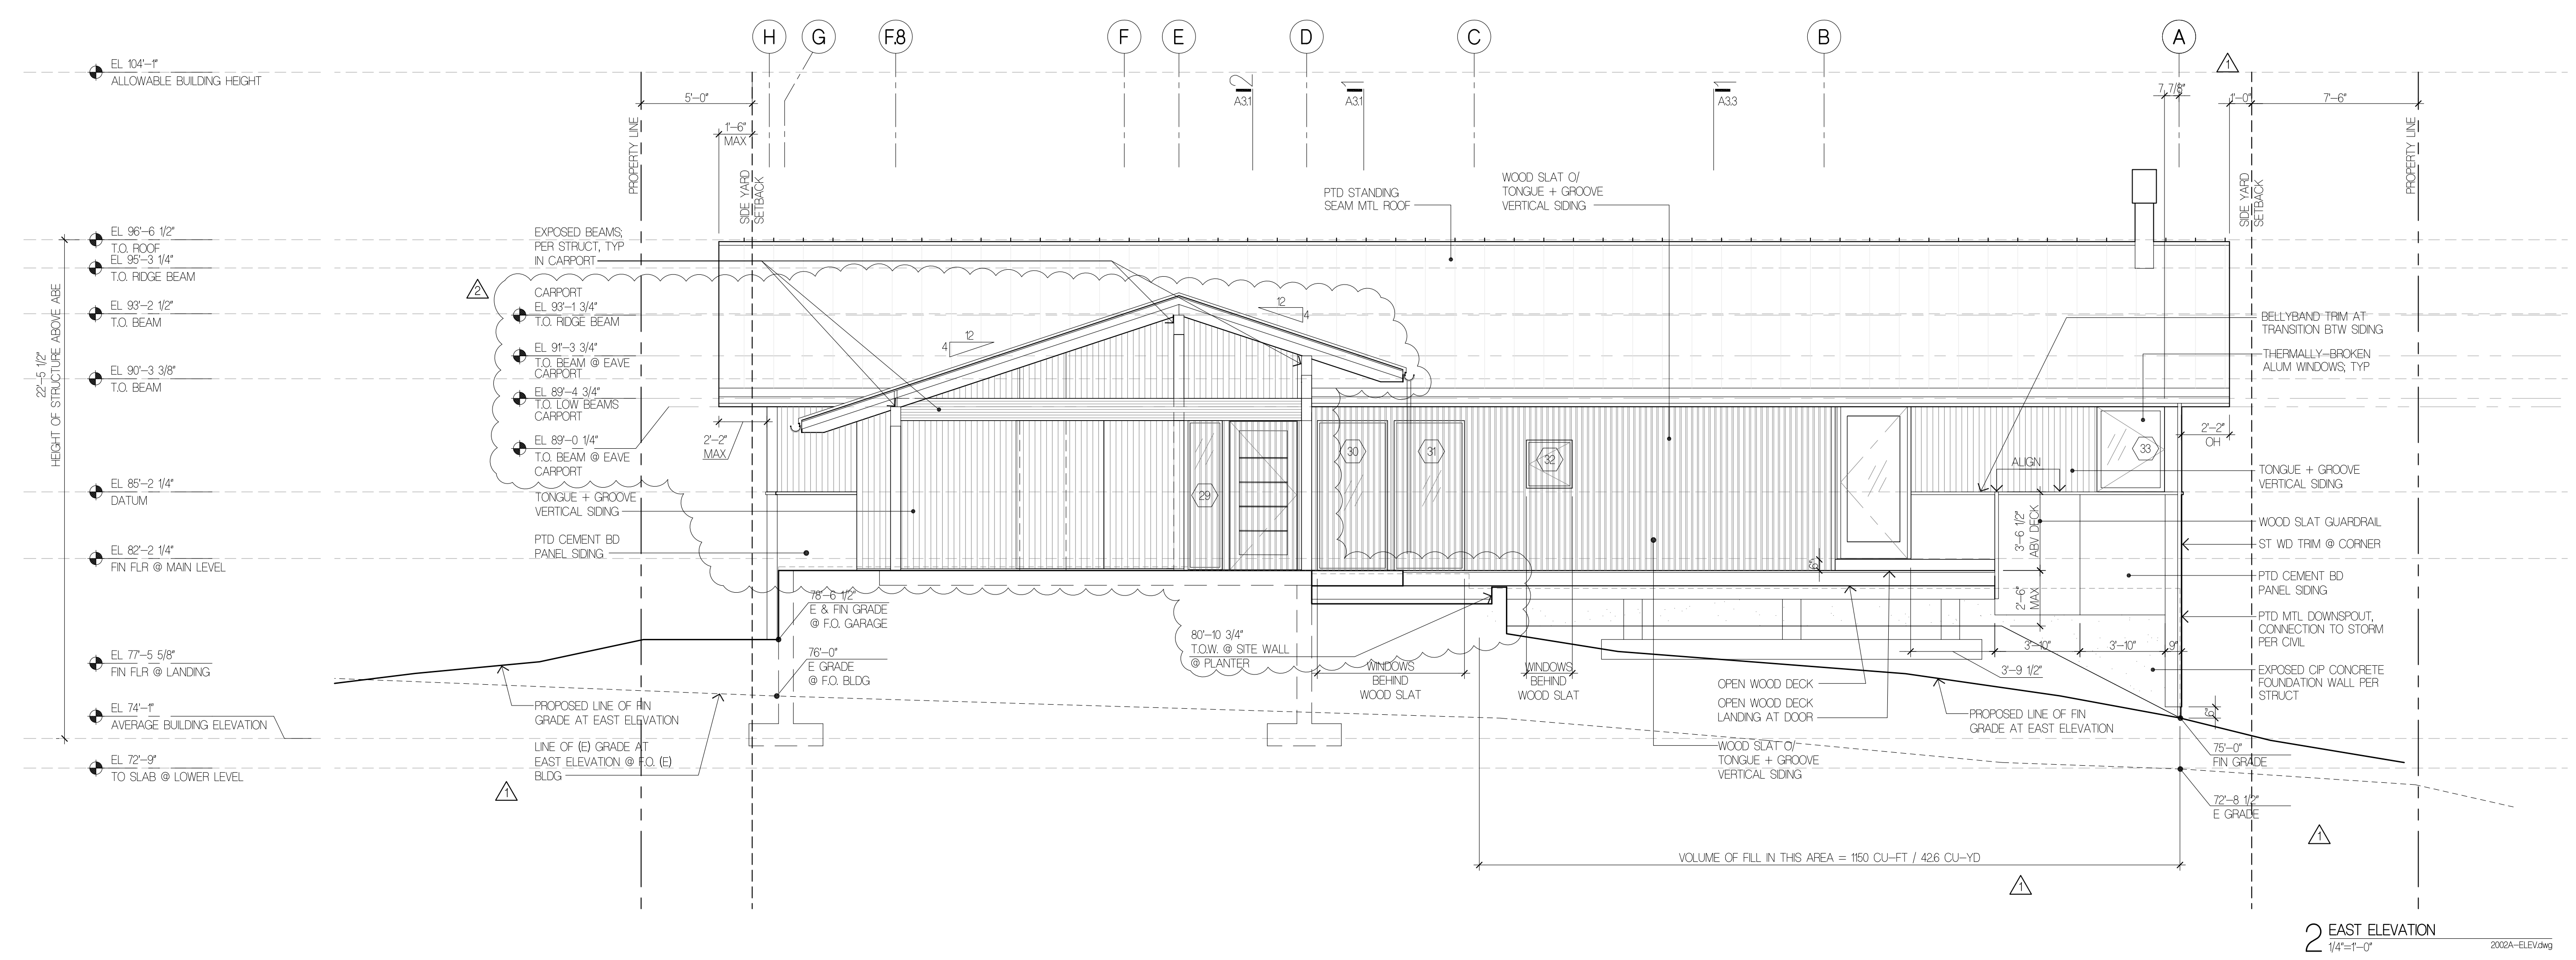 H
G
F.8
F
E
D
C
B
A
EL 104'-1"
ALLOWABLE BUILDING HEIGHT
5'-0"
1'-6"
MAX
PROPERTY LINE
SIDE YARD
SETBACK
2
A3.1
1
A3.1
1
A3.3
1
7 7/8"
1'-0"
7'-6"
SIDE YARD
SETBACK
PROPERTY LINE
PTD STANDING
SEAM MTL ROOF
WOOD SLAT O/
TONGUE + GROOVE
VERTICAL SIDING
EXPOSED BEAMS;
PER STRUCT, TYP
IN CARPORT
EL 96'-6 1/2"
T.O. ROOF
EL 95'-3 1/4"
T.O. RIDGE BEAM
EL 93'-2 1/2"
T.O. BEAM
EL 90'-3 3/8"
T.O. BEAM
EL 85'-2 1/4"
DATUM
EL 82'-2 1/4"
FIN FLR @ MAIN LEVEL
EL 77'-5 5/8"
FIN FLR @ LANDING
EL 74'-1"
AVERAGE BUILDING ELEVATION
EL 72'-9"
TO SLAB @ LOWER LEVEL
22'-5 1/2"
HEIGHT OF STRUCTURE ABOVE ABE
2
CARPORT
EL 93'-1 3/4"
T.O. RIDGE BEAM
EL 91'-3 3/4"
T.O. BEAM @ EAVE
CARPORT
EL 89'-4 3/4"
T.O. LOW BEAMS
CARPORT
EL 89'-0 1/4"
T.O. BEAM @ EAVE
CARPORT
TONGUE + GROOVE
VERTICAL SIDING
PTD CEMENT BD
PANEL SIDING
2'-2"
MAX
12
4
12
4
29
30
31
32
33
BELLYBAND TRIM AT
TRANSITION BTW SIDING
THERMALLY-BROKEN
ALUM WINDOWS; TYP
2'-2"
OH
ALIGN
TONGUE + GROOVE
VERTICAL SIDING
WOOD SLAT GUARDRAIL
ST WD TRIM @ CORNER
PTD CEMENT BD
PANEL SIDING
PTD MTL DOWNSPOUT,
CONNECTION TO STORM
PER CIVIL
EXPOSED CIP CONCRETE
FOUNDATION WALL PER
STRUCT
3'-6 1/2"
ABV DECK
2'-6"
MAX
6"
3'-10"
3'-10"
9"
3'-9 1/2"
6"
78'-6 1/2"
E & FIN GRADE
@ F.O. GARAGE
76'-0"
E GRADE
@ F.O. BLDG
80'-10 3/4"
T.O.W. @ SITE WALL
@ PLANTER
WINDOWS
BEHIND
WOOD SLAT
WINDOWS
BEHIND
WOOD SLAT
OPEN WOOD DECK
OPEN WOOD DECK
LANDING AT DOOR
WOOD SLAT O/
TONGUE + GROOVE
VERTICAL SIDING
PROPOSED LINE OF FIN
GRADE AT EAST ELEVATION
PROPOSED LINE OF FIN
GRADE AT EAST ELEVATION
LINE OF (E) GRADE AT
EAST ELEVATION @ F.O. (E)
BLDG
1
75'-0"
FIN GRADE
72'-8 1/2"
E GRADE
1
VOLUME OF FILL IN THIS AREA = 1150 CU-FT / 42.6 CU-YD
1
2
EAST ELEVATION
1/4"=1'-0"
2002A-ELEV.dwg